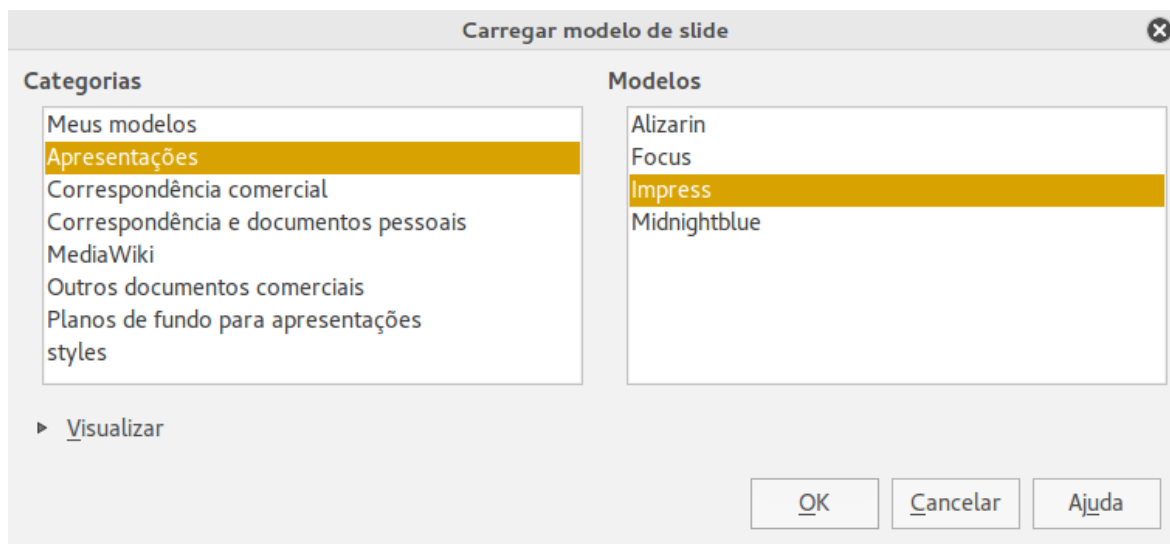 Carregar modelo de slide
Categorias
Meus modelos
Apresentações
Correspondência comercial
Correspondência e documentos pessoais
MediaWiki
Outros documentos comerciais
Planos de fundo para apresentações
styles
Modelos
Alizarin
Focus
Impress
Midnightblue
Visualizar
OK Cancelar Ajuda